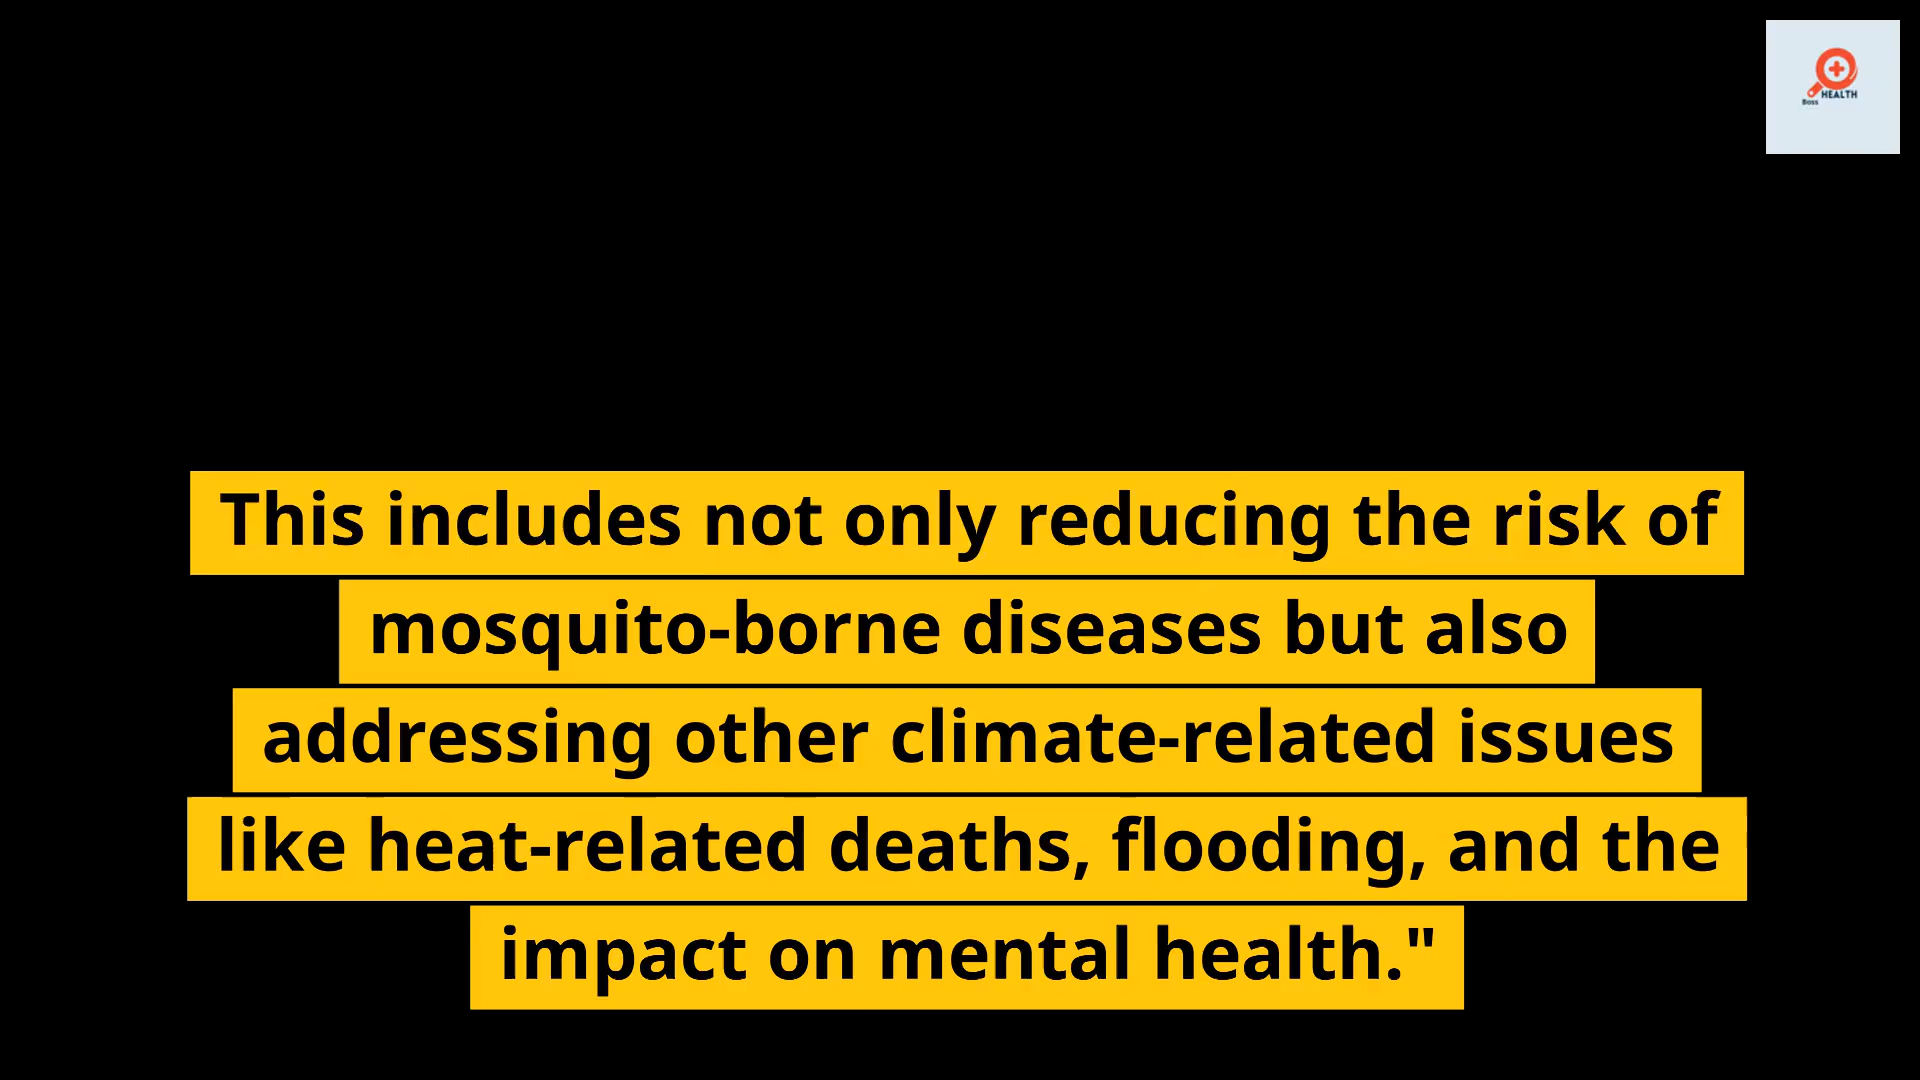 Boss HEALTH
This includes not only reducing the risk of
mosquito-borne diseases but also
addressing other climate-related issues
like heat-related deaths, flooding, and the
impact on mental health."